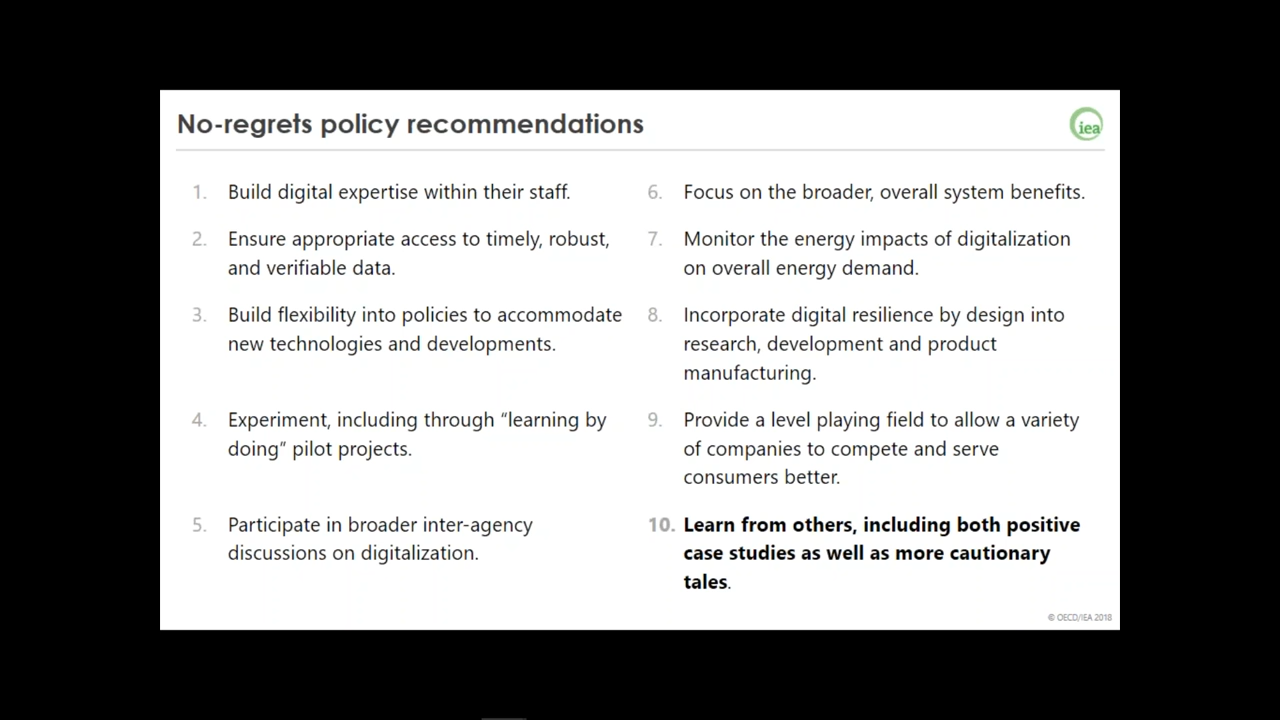 No-regrets policy recommendations
iea
1. Build digital expertise within their staff.
2. Ensure appropriate access to timely, robust,
and verifiable data.
3. Build flexibility into policies to accommodate
new technologies and developments.
4. Experiment, including through “learning by
doing” pilot projects.
5. Participate in broader inter-agency
discussions on digitalization.
6. Focus on the broader, overall system benefits.
7. Monitor the energy impacts of digitalization
on overall energy demand.
8. Incorporate digital resilience by design into
research, development and product
manufacturing.
9. Provide a level playing field to allow a variety
of companies to compete and serve
consumers better.
10. Learn from others, including both positive
case studies as well as more cautionary
tales.
© OECD/IEA 2018